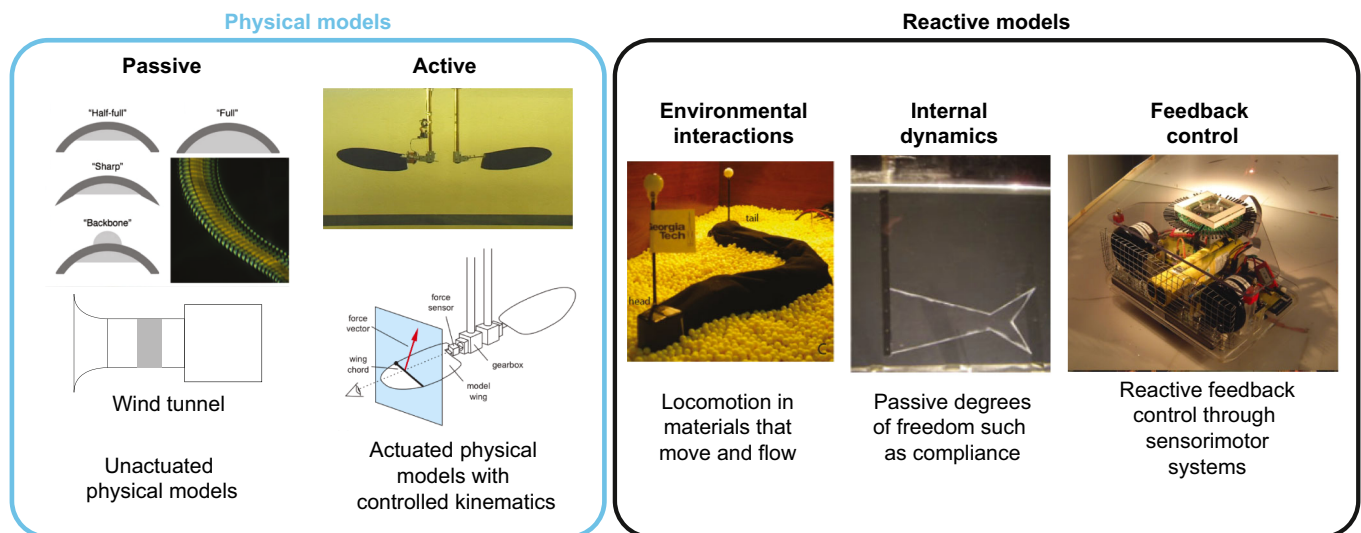 Physical models
Reactive models
Passive
Active
"Half-full"
"Full"
"Sharp"
"Backbone"
Wind tunnel
Unactuated
physical models
force
sensor
force
vector
wing
chord
gearbox
model
wing
Actuated physical
models with
controlled kinematics
Environmental
interactions
Georgia
Tech
tail
head
C
Locomotion in
materials that
move and flow
Internal
dynamics
Passive degrees
of freedom such
as compliance
Feedback
control
Reactive feedback
control through
sensorimotor
systems